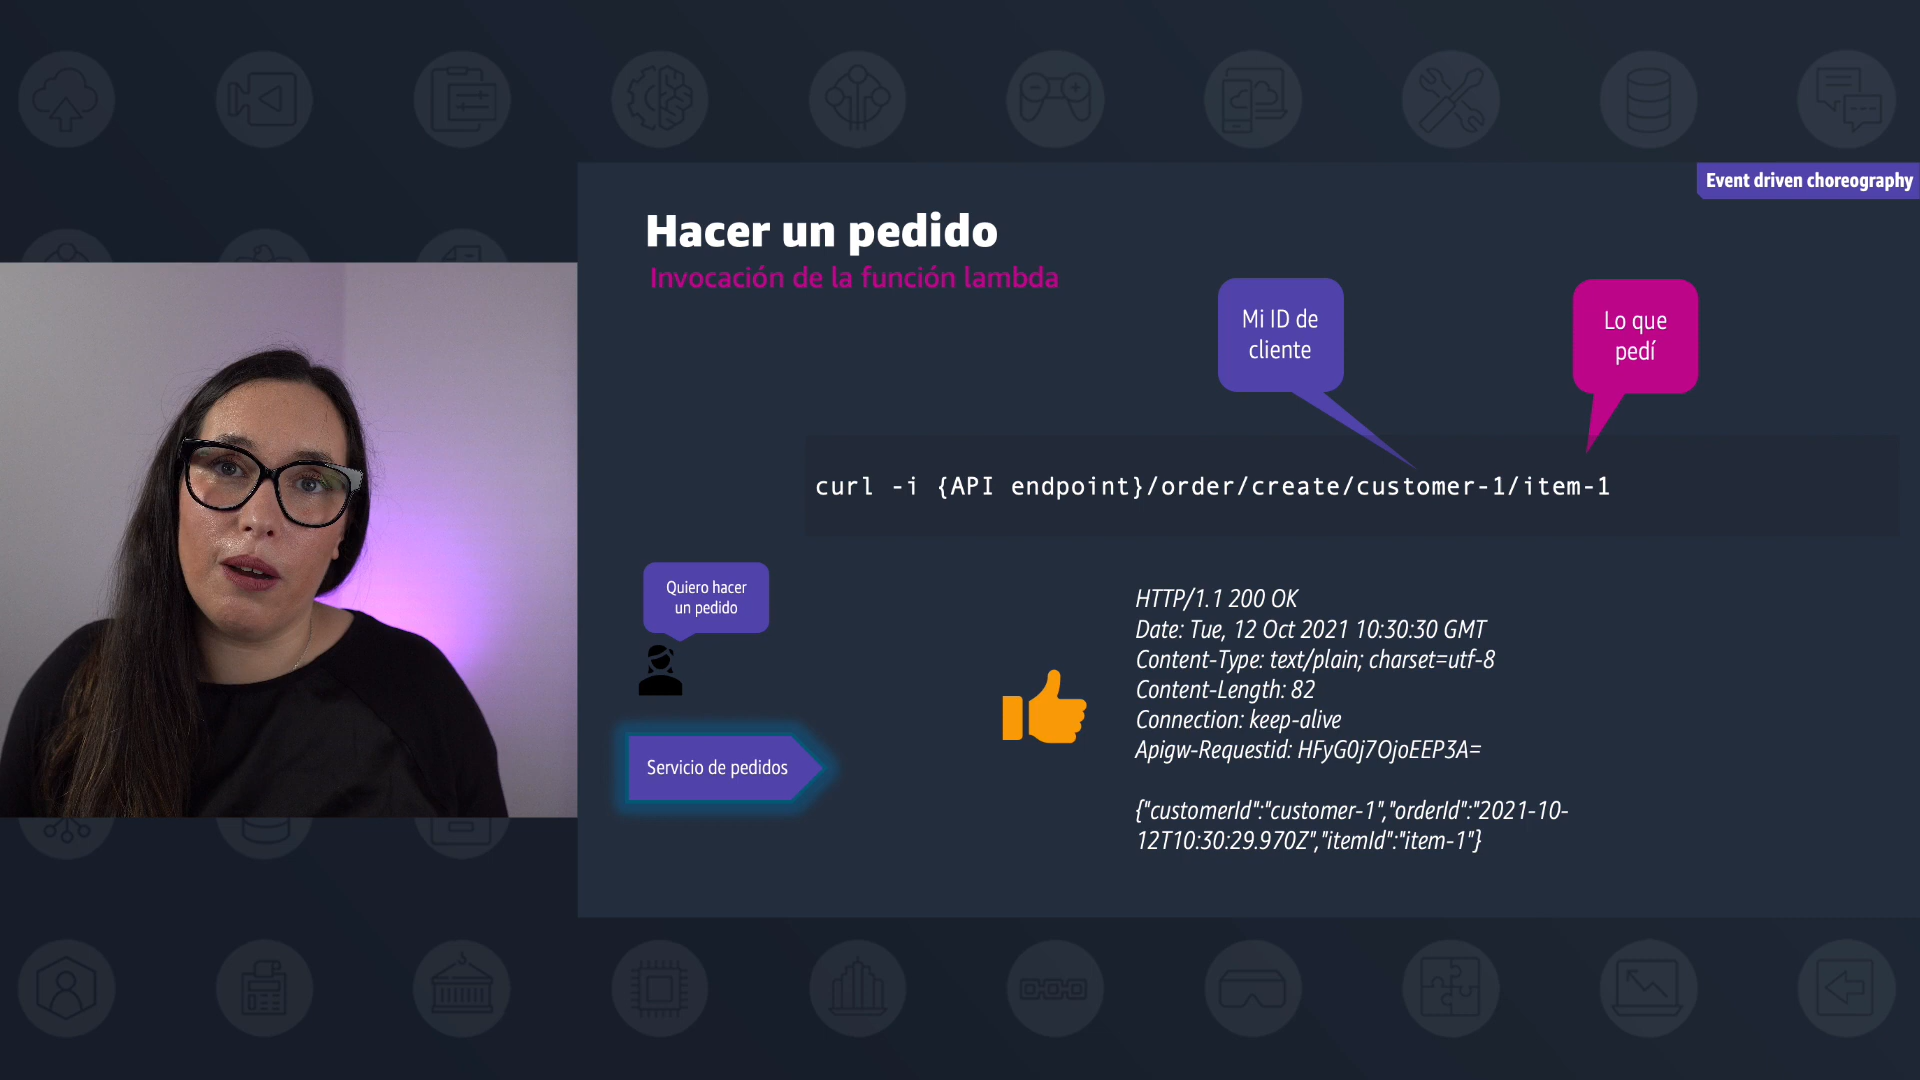 Event driven choreography
Hacer un pedido
Invocación de la función lambda
Mi ID de
cliente
Lo que
pedí
curl -i {API endpoint}/order/create/customer-1/item-1
Quiero hacer
un pedido
Servicio de pedidos
HTTP/1.1 200 OK
Date: Tue, 12 Oct 2021 10:30:30 GMT
Content-Type: text/plain; charset=utf-8
Content-Length: 82
Connection: keep-alive
Apigw-Requestid: HFyG0j7OjoEEP3A=
{"customerId":"customer-1","orderId":"2021-10-
12T10:30:29.970Z","itemId":"item-1"}